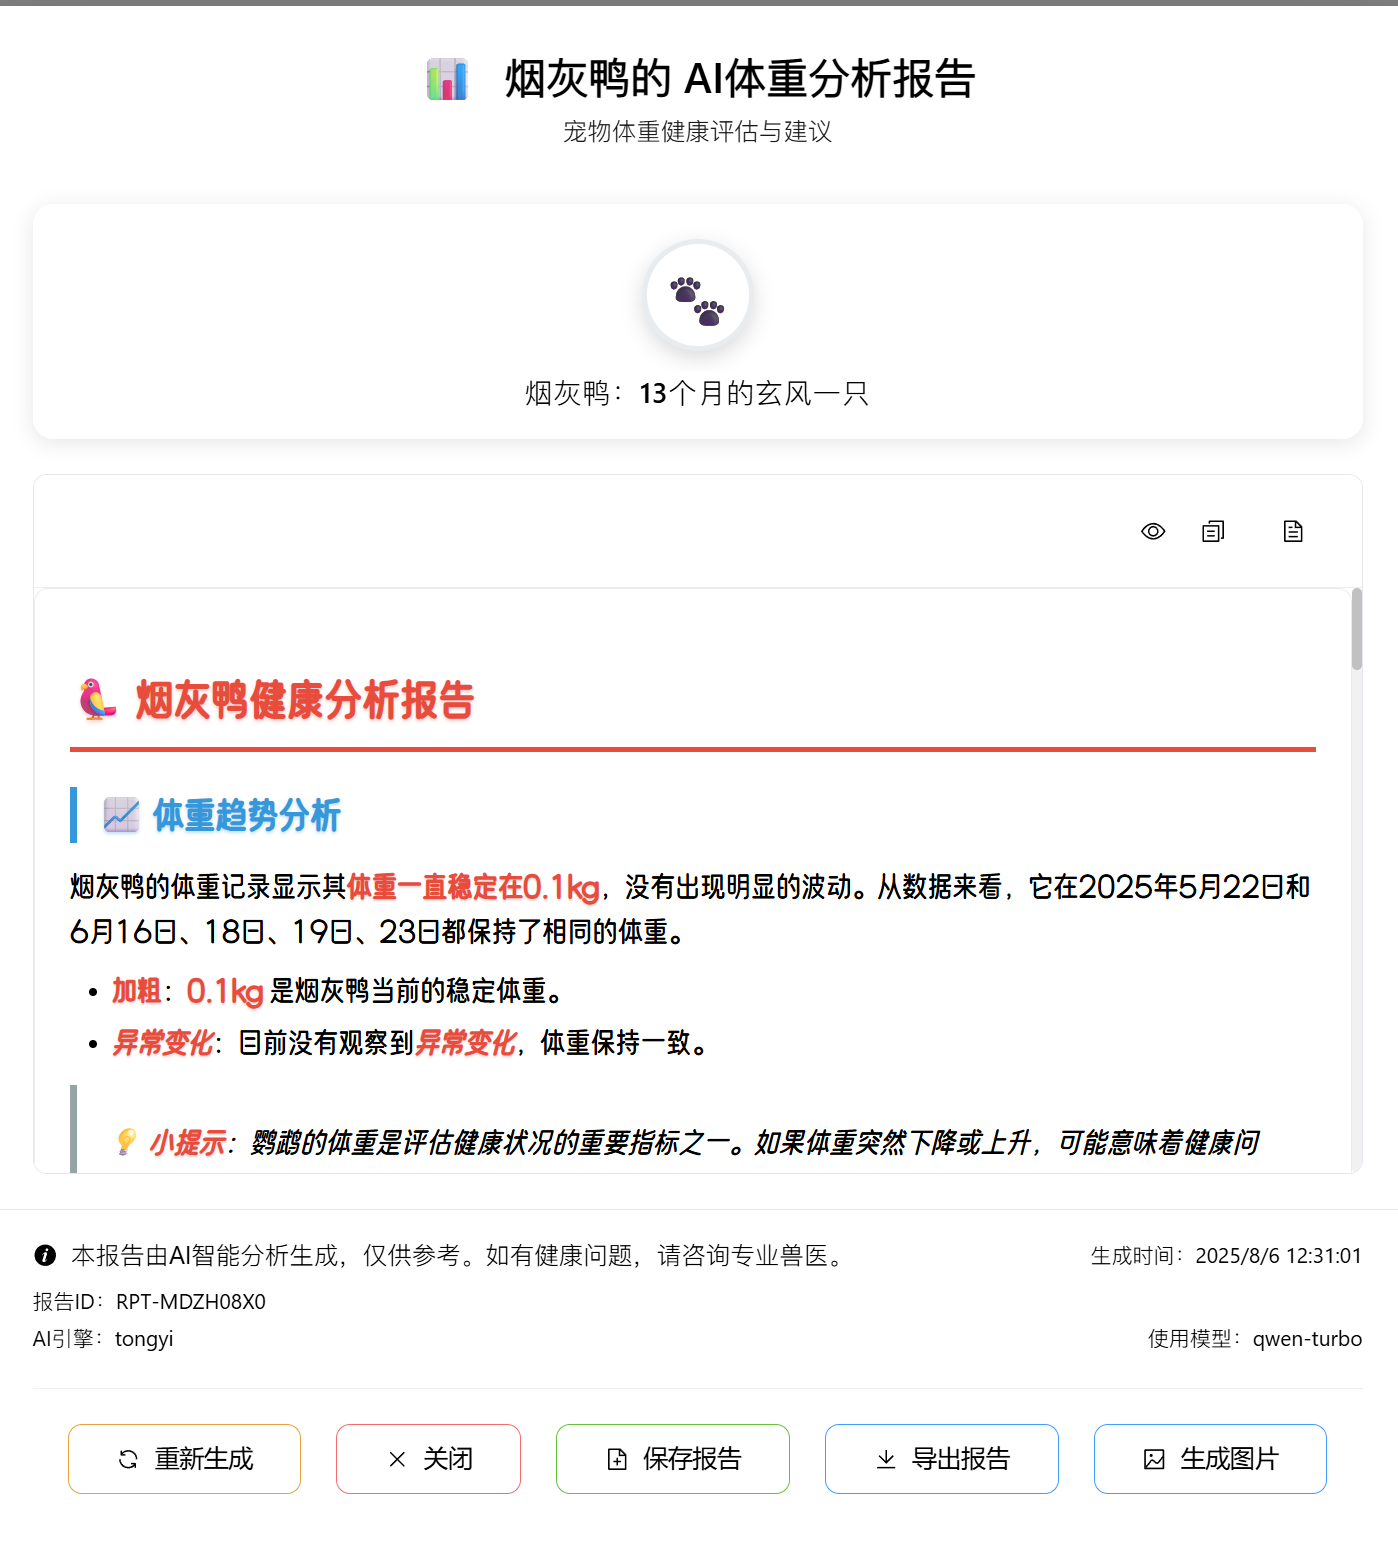 烟灰鸭的 AI体重分析报告
宠物体重健康评估与建议
烟灰鸭：13个月的玄风一只
烟灰鸭健康分析报告
体重趋势分析
烟灰鸭的体重记录显示其体重一直稳定在0.1kg，没有出现明显的波动。从数据来看，它在2025年5月22日和
6月16日、18日、19日、23日都保持了相同的体重。
加粗：0.1kg 是烟灰鸭当前的稳定体重。
异常变化：目前没有观察到异常变化，体重保持一致。
小提示：鹦鹉的体重是评估健康状况的重要指标之一。如果体重突然下降或上升，可能意味着健康问
本报告由AI智能分析生成，仅供参考。如有健康问题，请咨询专业兽医。
生成时间：2025/8/6 12:31:01
报告ID：RPT-MDZH08X0
AI引擎：tongyi
使用模型：qwen-turbo
重新生成
关闭
保存报告
导出报告
生成图片